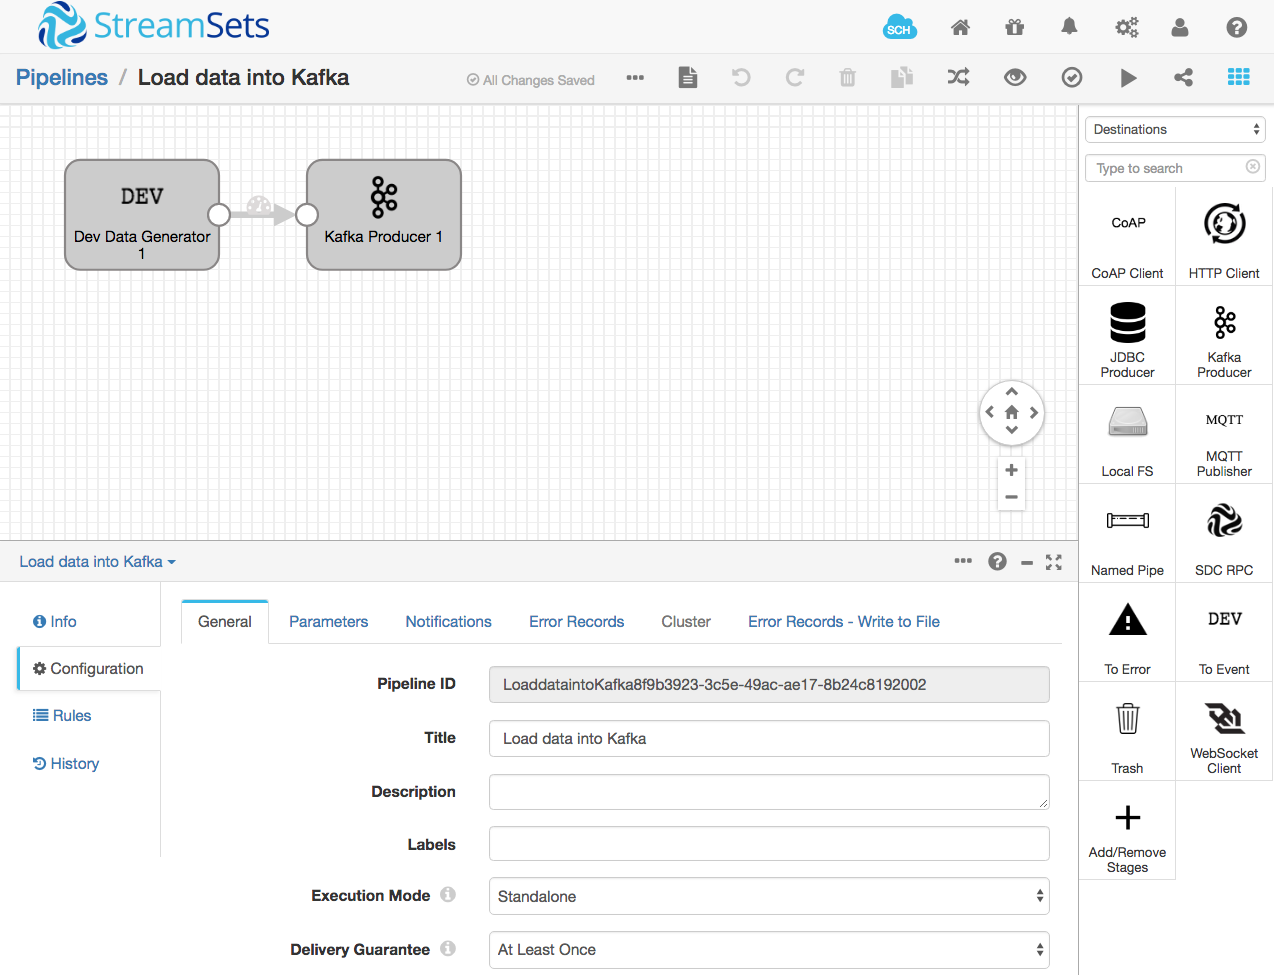 StreamSets
SCH
Pipelines / Load data into Kafka
All Changes Saved
DEV
Dev Data Generator
1
Kafka Producer 1
Destinations
Type to search
CoAP
CoAP Client
HTTP Client
JDBC
Producer
Kafka
Producer
Local FS
MQTT
MQTT
Publisher
Named Pipe
SDC RPC
To Error
DEV
To Event
Trash
WebSocket
Client
Add/Remove
Stages
Load data into Kafka
Info
Configuration
Rules
History
General
Parameters
Notifications
Error Records
Cluster
Error Records - Write to File
Pipeline ID
LoaddataintoKafka8f9b3923-3c5e-49ac-ae17-8b24c8192002
Title
Load data into Kafka
Description
Labels
Execution Mode
Standalone
Delivery Guarantee
At Least Once